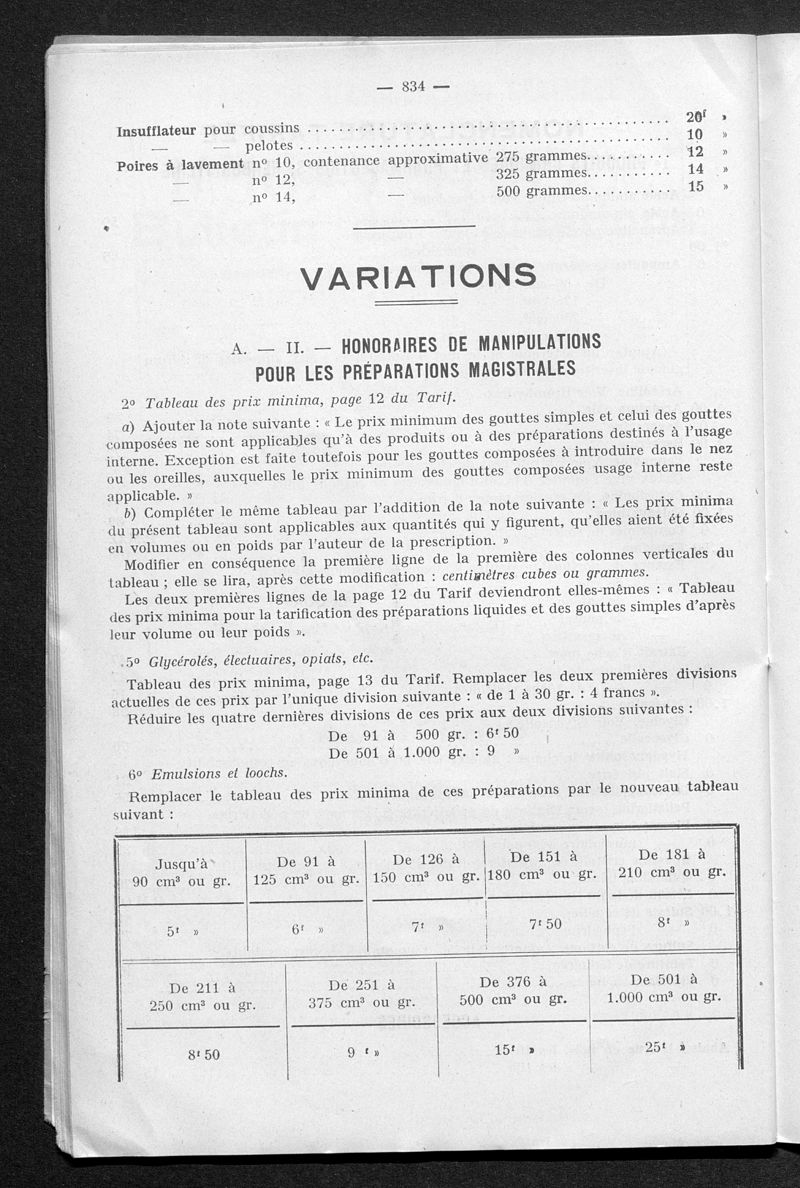 — 834 —
Insufflateur pour coussins ........................................ 20f »
— — pelotes ........................................ 10 »
Poires à lavement nº 10, contenance approximative 275 grammes........... 12 »
— nº 12, — 325 grammes........... 14 »
— nº 14, — 500 grammes........... 15 »
VARIATIONS
A. — II. — HONORAIRES DE MANIPULATIONS
POUR LES PRÉPARATIONS MAGISTRALES
2º Tableau des prix minima, page 12 du Tarif.
a) Ajouter la note suivante : « Le prix minimum des gouttes simples et celui des gouttes
composées ne sont applicables qu'à des produits ou à des préparations destinés à l'usage
interne. Exception est faite toutefois pour les gouttes composées à introduire dans le nez
ou les oreilles, auxquelles le prix minimum des gouttes composées usage interne reste
applicable. »
b) Compléter le même tableau par l'addition de la note suivante : « Les prix minima
du présent tableau sont applicables aux quantités qui y figurent, qu'elles aient été fixées
en volumes ou en poids par l'auteur de la prescription. »
Modifier en conséquence la première ligne de la première des colonnes verticales du
tableau ; elle se lira, après cette modification : centimètres cubes ou grammes.
Les deux premières lignes de la page 12 du Tarif deviendront elles-mêmes : « Tableau
des prix minima pour la tarification des préparations liquides et des gouttes simples d'après
leur volume ou leur poids ».
5º Glycérolés, électuaires, opiats, etc.
Tableau des prix minima, page 13 du Tarif. Remplacer les deux premières divisions
actuelles de ces prix par l'unique division suivante : « de 1 à 30 gr. : 4 francs ».
Réduire les quatre dernières divisions de ces prix aux deux divisions suivantes :
De 91 à 500 gr. : 6f 50
De 501 à 1.000 gr. : 9 »
6º Emulsions et loochs.
Remplacer le tableau des prix minima de ces préparations par le nouveau tableau
suivant :
Jusqu'à De 91 à De 126 à De 151 à De 181 à
90 cm³ ou gr. 125 cm³ ou gr. 150 cm³ ou gr. 180 cm³ ou gr. 210 cm³ ou gr.
5f » 6f » 7f » 7f 50 8f »
De 211 à De 251 à De 376 à De 501 à
250 cm³ ou gr. 375 cm³ ou gr. 500 cm³ ou gr. 1.000 cm³ ou gr.
8f 50 9 f » 15f » 25f »